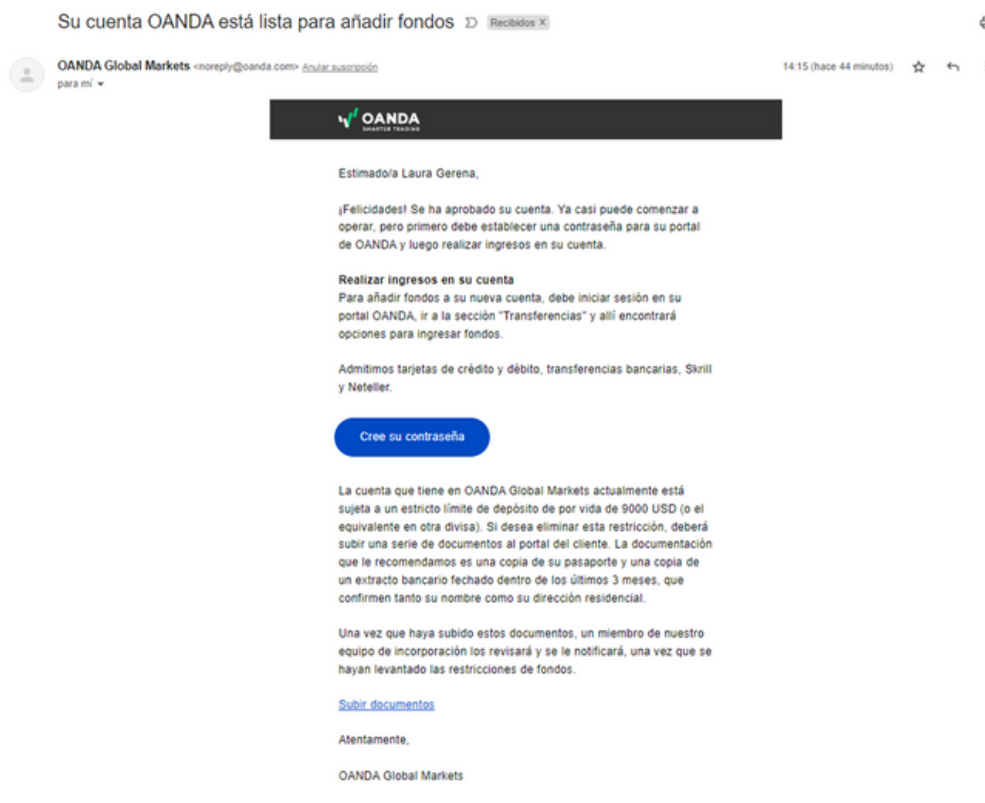 Su cuenta OANDA está lista para añadir fondos Recibidos X
OANDA Global Markets <noreply@oanda.com> Anular suscripción
14:15 (hace 44 minutos)
para mí
OANDA
SMARTER TRADING
Estimado/a Laura Gerena,
¡Felicidades! Se ha aprobado su cuenta. Ya casi puede comenzar a
operar, pero primero debe establecer una contraseña para su portal
de OANDA y luego realizar ingresos en su cuenta.
Realizar ingresos en su cuenta
Para añadir fondos a su nueva cuenta, debe iniciar sesión en su
portal OANDA, ir a la sección "Transferencias" y allí encontrará
opciones para ingresar fondos.
Admitimos tarjetas de crédito y débito, transferencias bancarias, Skrill
y Neteller.
Cree su contraseña
La cuenta que tiene en OANDA Global Markets actualmente está
sujeta a un estricto límite de depósito de por vida de 9000 USD (o el
equivalente en otra divisa). Si desea eliminar esta restricción, deberá
subir una serie de documentos al portal del cliente. La documentación
que le recomendamos es una copia de su pasaporte y una copia de
un extracto bancario fechado dentro de los últimos 3 meses, que
confirmen tanto su nombre como su dirección residencial.
Una vez que haya subido estos documentos, un miembro de nuestro
equipo de incorporación los revisará y se le notificará, una vez que se
hayan levantado las restricciones de fondos.
Subir documentos
Atentamente,
OANDA Global Markets